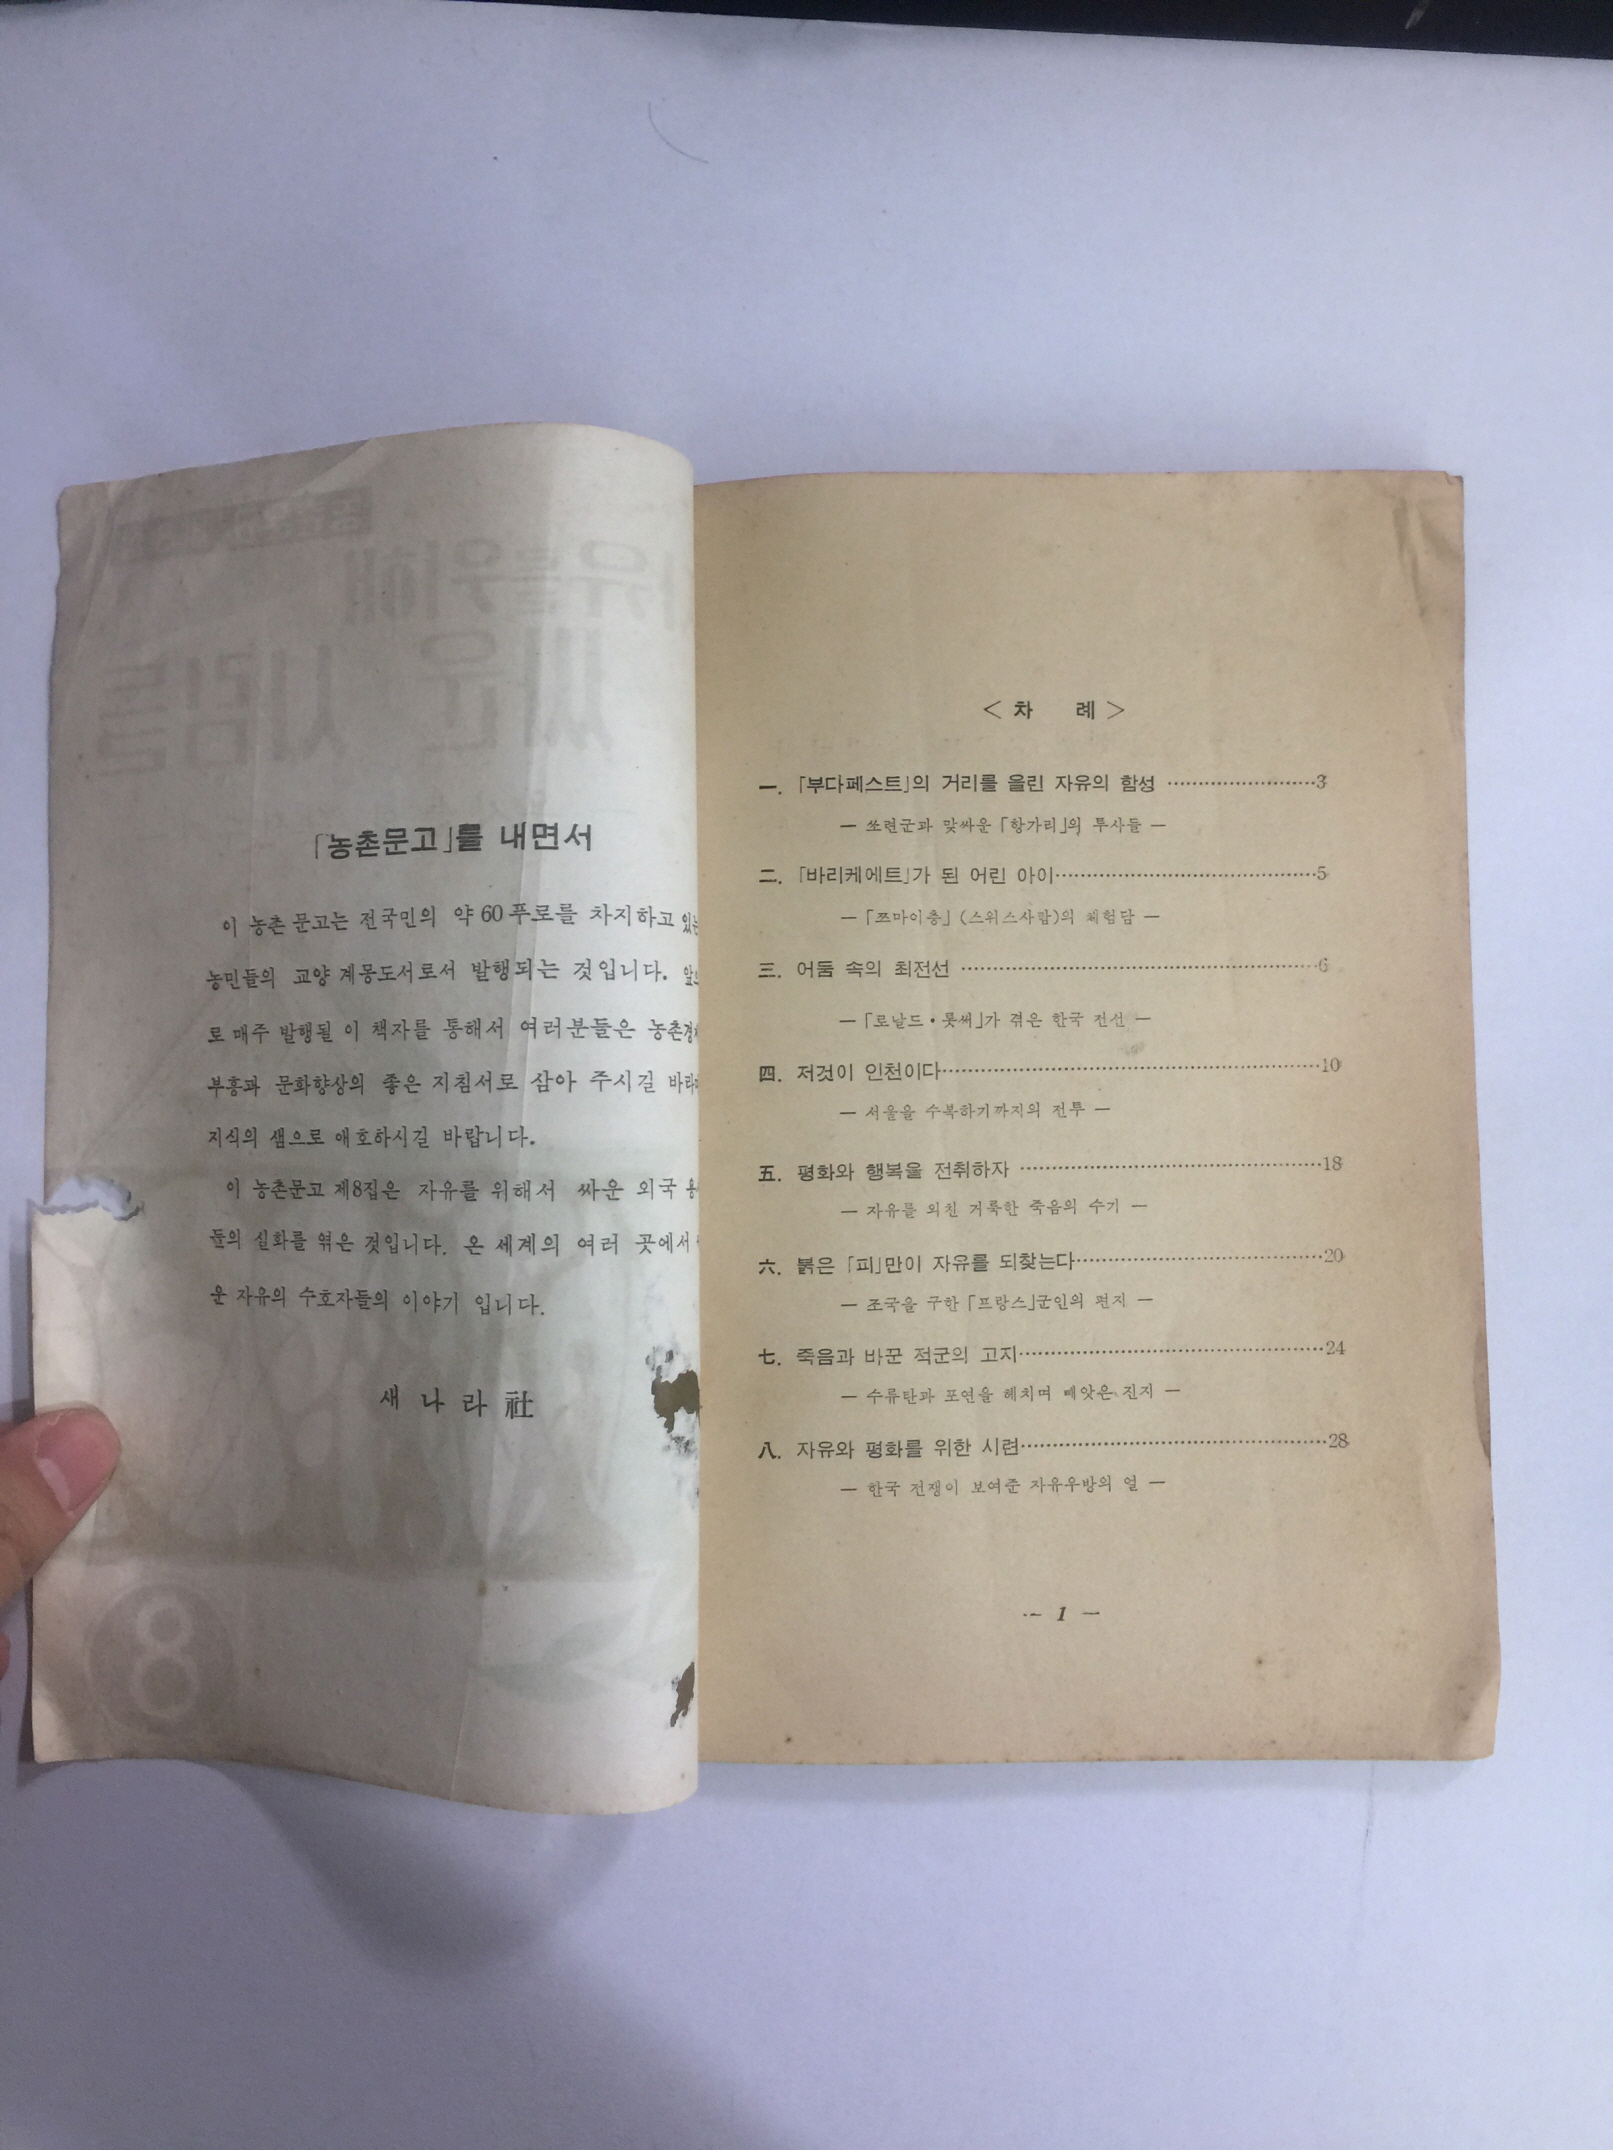 「농촌문고」를 내면서
이 농촌 문고는 전국민의 약 60 푸로를 차지하고
농민들의 교양 계몽도서로서 발행되는 것입니다.
로 매주 발행될 이 책자를 통해서 여러분들은
부흥과 문화향상의 좋은 지침서로 삼아 주시길
지식의 샘으로 애호하시길 바랍니다.
이 농촌문고 제8집은 자유를 위해서 싸운 외국
들의 실화를 엮은 것입니다. 온 세계의 여러 곳에서
운 자유의 수호자들의 이야기 입니다.
새 나 라 社
8
< 차 례 >
一. 「부다페스트」의 거리를 울린 자유의 함성 ························3
— 쏘련군과 맞싸운 「항가리」의 투사들 —
二. 「바리케에트」가 된 어린 아이··········································5
— 「쯔마이층」 (스위스사람)의 체험담 —
三. 어둠 속의 최전선 ·························································6
— 「로날드·롯써」가 겪은 한국 전선 —
四. 저것이 인천이다····························································10
— 서울을 수복하기까지의 전투 —
五. 평화와 행복을 전취하자 ················································18
— 자유를 외친 거룩한 죽음의 수기 —
六. 붉은 「피」만이 자유를 되찾는다·······································20
— 조국을 구한 「프랑스」군인의 편지 —
七. 죽음과 바꾼 적군의 고지················································24
— 수류탄과 포연을 헤치며 빼앗은 진지 —
八. 자유와 평화를 위한 시련················································28
— 한국 전쟁이 보여준 자유우방의 얼 —
— 1 —